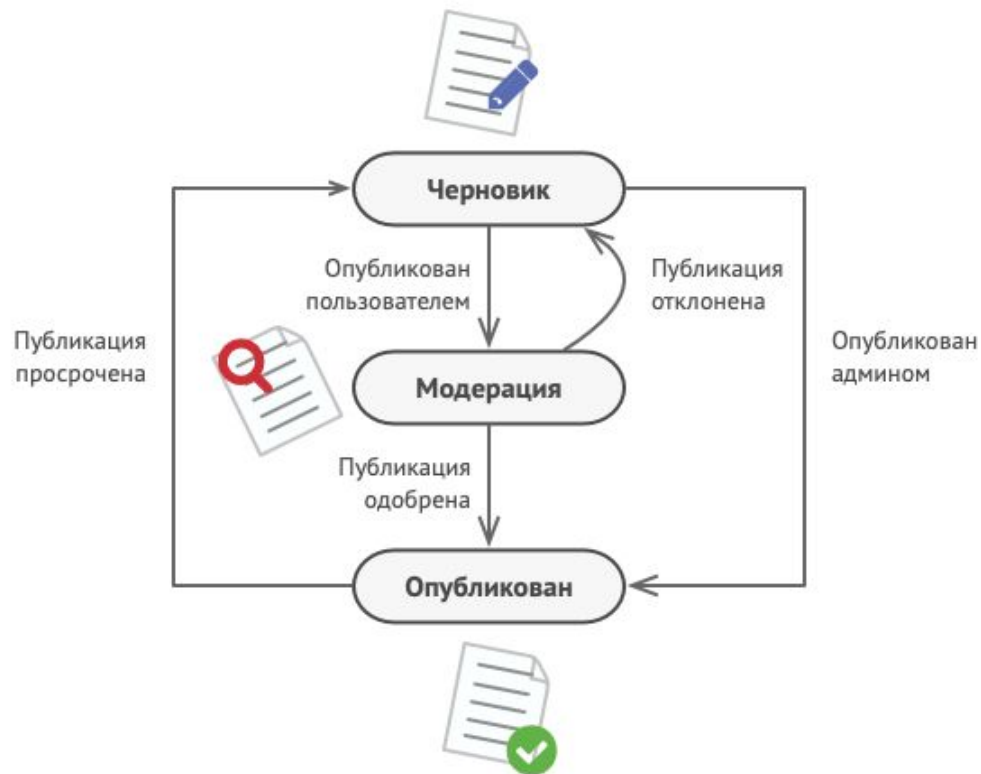 Черновик
Опубликован
пользователем
Публикация
отклонена
Публикация
просрочена
Опубликован
админом
Модерация
Публикация
одобрена
Опубликован